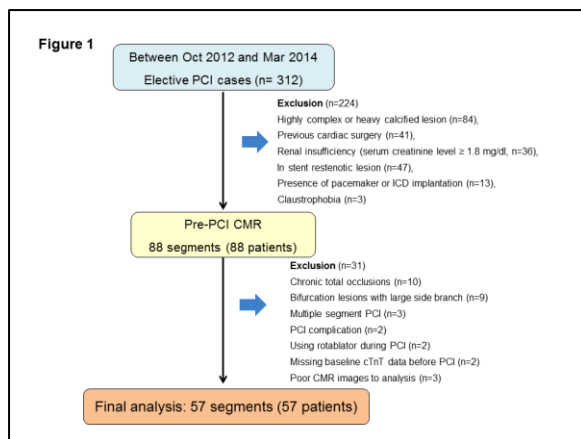 Figure 1
Between Oct 2012 and Mar 2014
Elective PCI cases (n= 312)
Exclusion (n=224)
Highly complex or heavy calcified lesion (n=84),
Previous cardiac surgery (n=41),
Renal insufficiency (serum creatinine level ≥ 1.8 mg/dl, n=36),
In stent restenotic lesion (n=47),
Presence of pacemaker or ICD implantation (n=13),
Claustrophobia (n=3)
Pre-PCI CMR
88 segments (88 patients)
Exclusion (n=31)
Chronic total occlusions (n=10)
Bifurcation lesions with large side branch (n=9)
Multiple segment PCI (n=3)
PCI complication (n=2)
Using rotablator during PCI (n=2)
Missing baseline cTnT data before PCI (n=2)
Poor CMR images to analysis (n=3)
Final analysis: 57 segments (57 patients)